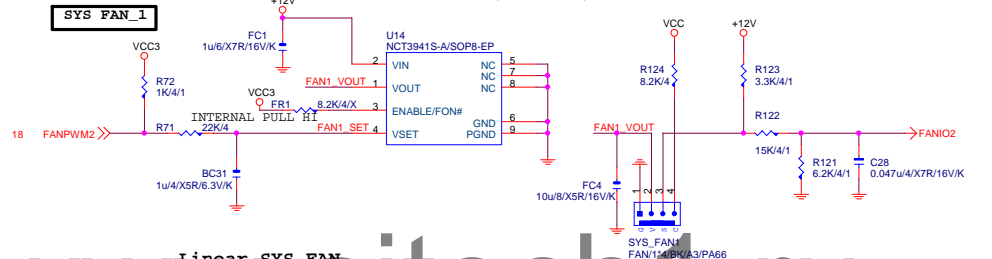 SYS FAN_1
+12V
FC1
1u/6/X7R/16V/K
U14
NCT3941S-A/SOP8-EP
VCC3
R72
1K/4/1
2 VIN
FAN1_VOUT 1 VOUT
VCC3
FR1 8.2K/4/X 3 ENABLE/FON#
INTERNAL PULL HI
18 FANPWM2 R71 22K/4 FAN1_SET 4 VSET
BC31
1u/4/X5R/6.3V/K
NC 5
NC 7
NC 8
GND 6
PGND 9
VCC
+12V
R124
8.2K/4
R123
3.3K/4/1
R122
15K/4/1
FAN1_VOUT
FANIO2
R121
6.2K/4/1
C28
0.047u/4/X7R/16V/K
FC4
10u/8/X5R/16V/K
1 2 3 4
G V S C
SYS_FAN1
FAN/1*4/BK/A3/PA66
Linear SYS FAN